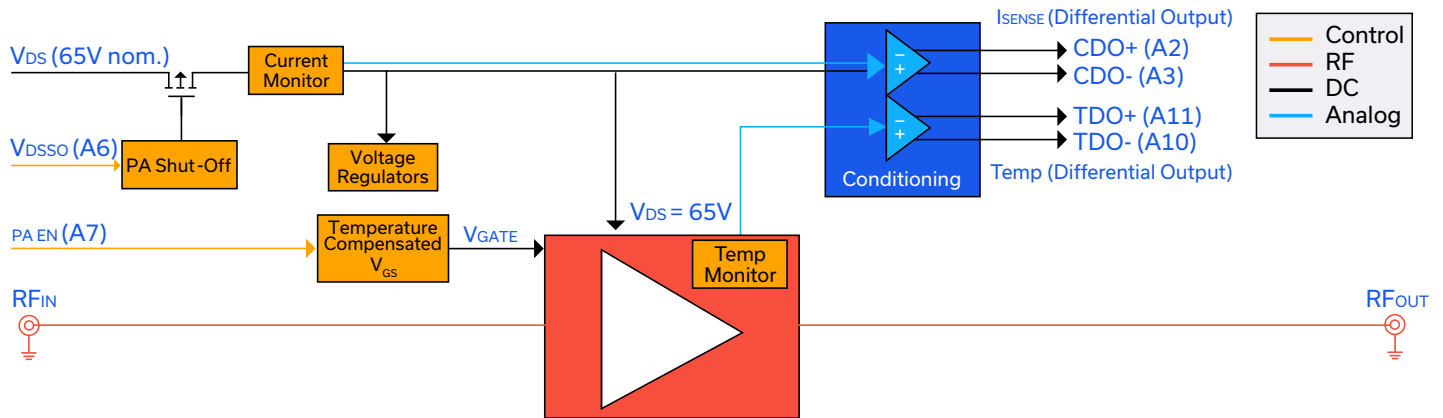 VDS (65V nom.)
Current
Monitor
VDSSO (A6)
PA Shut-Off
Voltage
Regulators
PA EN (A7)
Temperature
Compensated
VGS
VGATE
VDS = 65V
Temp
Monitor
RFIN
RFOUT
ISENSE (Differential Output)
CDO+ (A2)
CDO- (A3)
TDO+ (A11)
TDO- (A10)
Temp (Differential Output)
−
+
−
+
Conditioning
Control
RF
DC
Analog